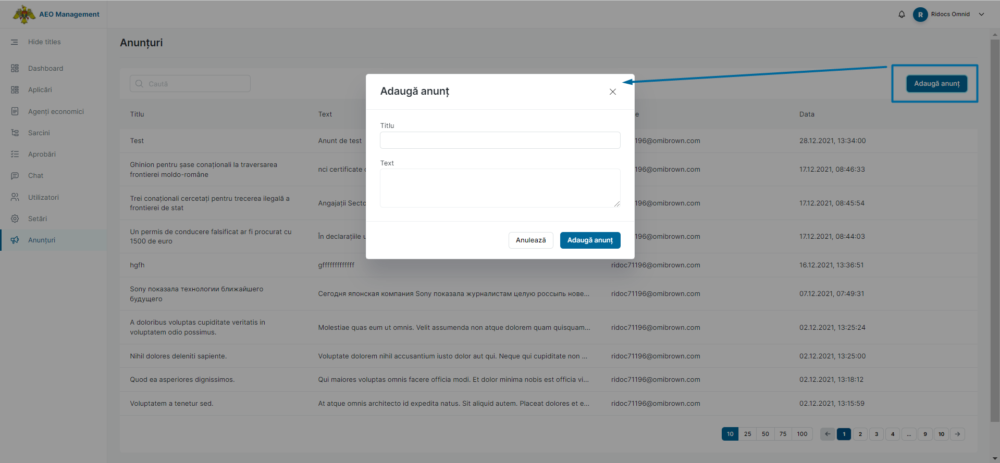 AEO Management
R Ridocs Omnid
Hide titles
Dashboard
Aplicări
Agenți economici
Sarcini
Aprobări
Chat
Utilizatori
Setări
Anunțuri
Anunțuri
Caută
Adaugă anunț
Titlu Text e Data
Test Anunt de test 196@omibrown.com 28.12.2021, 13:34:00
Ghinion pentru șase conaționali la traversarea
frontierei moldo-române
nci certificate 196@omibrown.com 17.12.2021, 08:46:33
Trei conaționali cercetați pentru trecerea ilegală a
frontierei de stat
Angajații Secto 196@omibrown.com 17.12.2021, 08:45:54
Un permis de conducere falsificat ar fi procurat cu
1500 de euro
În declarațiile 196@omibrown.com 17.12.2021, 08:44:03
hgfh gfffffffffffff ridoc71196@omibrown.com 16.12.2021, 13:36:51
Sony показала технологии ближайшего
будущего
Сегодня японская компания Sony показала журналистам целую россыпь нове... ridoc71196@omibrown.com 07.12.2021, 07:49:31
A doloribus voluptas cupiditate veritatis in
voluptatem odio possimus.
Molestiae quas eum ut omnis. Velit assumenda non atque dolorem quam quisquam... ridoc71196@omibrown.com 02.12.2021, 13:25:24
Nihil dolores deleniti sapiente. Voluptate dolorem nihil accusantium iusto dolor aut qui. Neque qui cupiditate non ... ridoc71196@omibrown.com 02.12.2021, 13:25:00
Quod ea asperiores dignissimos. Qui maiores voluptas omnis facere officia modi. Et dolor minima nobis est officia vi... ridoc71196@omibrown.com 02.12.2021, 13:18:12
Voluptatem a tenetur sed. At atque omnis architecto id expedita natus. Sit aliquid autem. Placeat dolores et e... ridoc71196@omibrown.com 02.12.2021, 13:15:59
10 25 50 75 100 1 2 3 4 ... 9 10
Adaugă anunț
Titlu
Text
Anulează Adaugă anunț